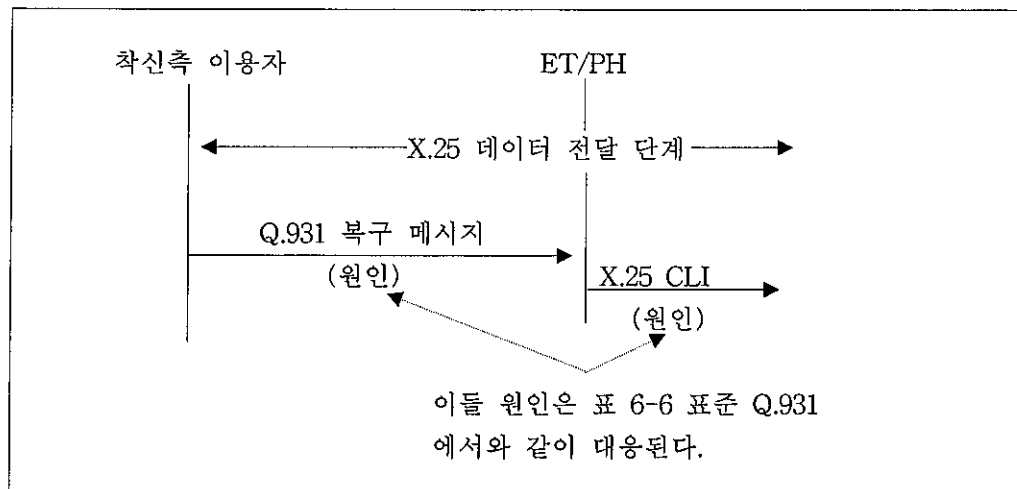 착신측 이용자
ET/PH
X.25 데이터 전달 단계
Q.931 복구 메시지
(원인)
X.25 CLI
(원인)
이들 원인은 표 6-6 표준 Q.931
에서와 같이 대응된다.